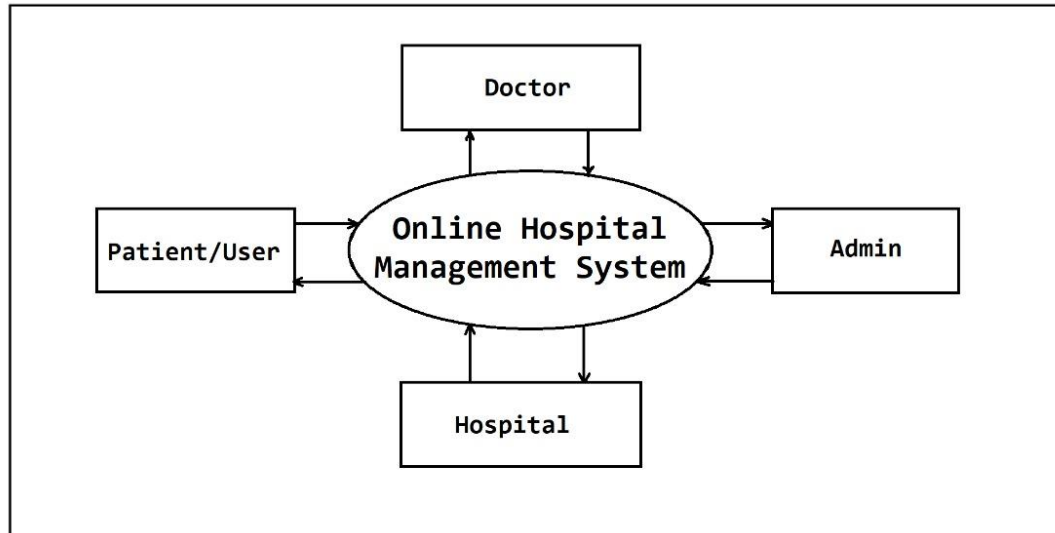 Doctor
Patient/User
Online Hospital
Management System
Admin
Hospital